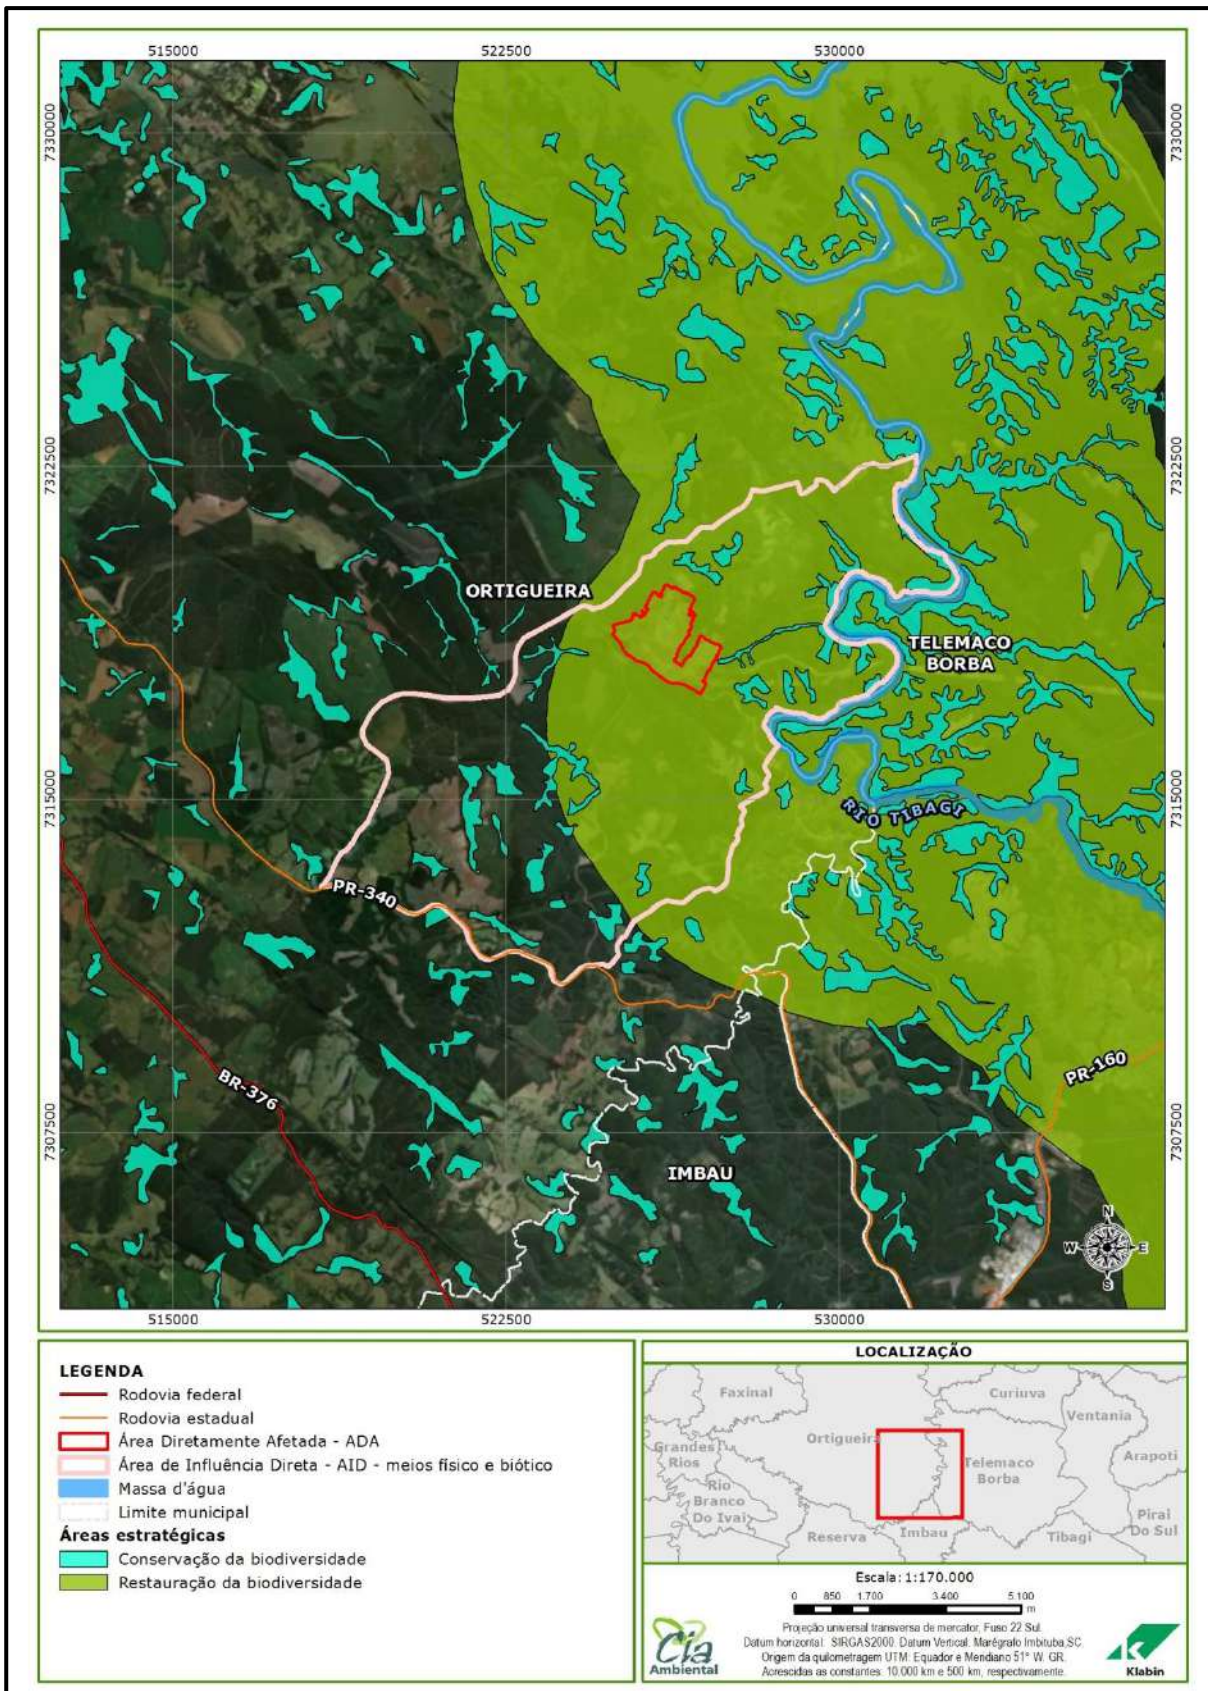 515000
522500
530000
7330000
7330000
7322500
7322500
ORTIGUEIRA
TELEMACO
BORBA
7315000
7315000
RIO TIBAGI
PR-340
BR-376
PR-160
7307500
7307500
IMBAU
N
W
E
S
515000
522500
530000
LEGENDA
Rodovia federal
Rodovia estadual
Área Diretamente Afetada - ADA
Área de Influência Direta - AID - meios físico e biótico
Massa d'água
Limite municipal
Áreas estratégicas
Conservação da biodiversidade
Restauração da biodiversidade
LOCALIZAÇÃO
Faxinal
Curiuva
Ventania
Ortigueira
Grandes
Rios
Arapoti
Telemaco
Borba
Rio
Branco
Do Ivai
Pirai
Do Sul
Reserva
Imbau
Tibagi
Escala: 1:170.000
0 850 1.700 3.400 5.100
m
Projeção universal transversa de mercator, Fuso 22 Sul.
Datum horizontal: SIRGAS2000. Datum Vertical: Marégrafo Imbituba,SC.
Origem da quilometragem UTM: Equador e Meridiano 51° W. GR.
Acrescidas as constantes: 10.000 km e 500 km, respectivamente.
Cia
Ambiental
Klabin